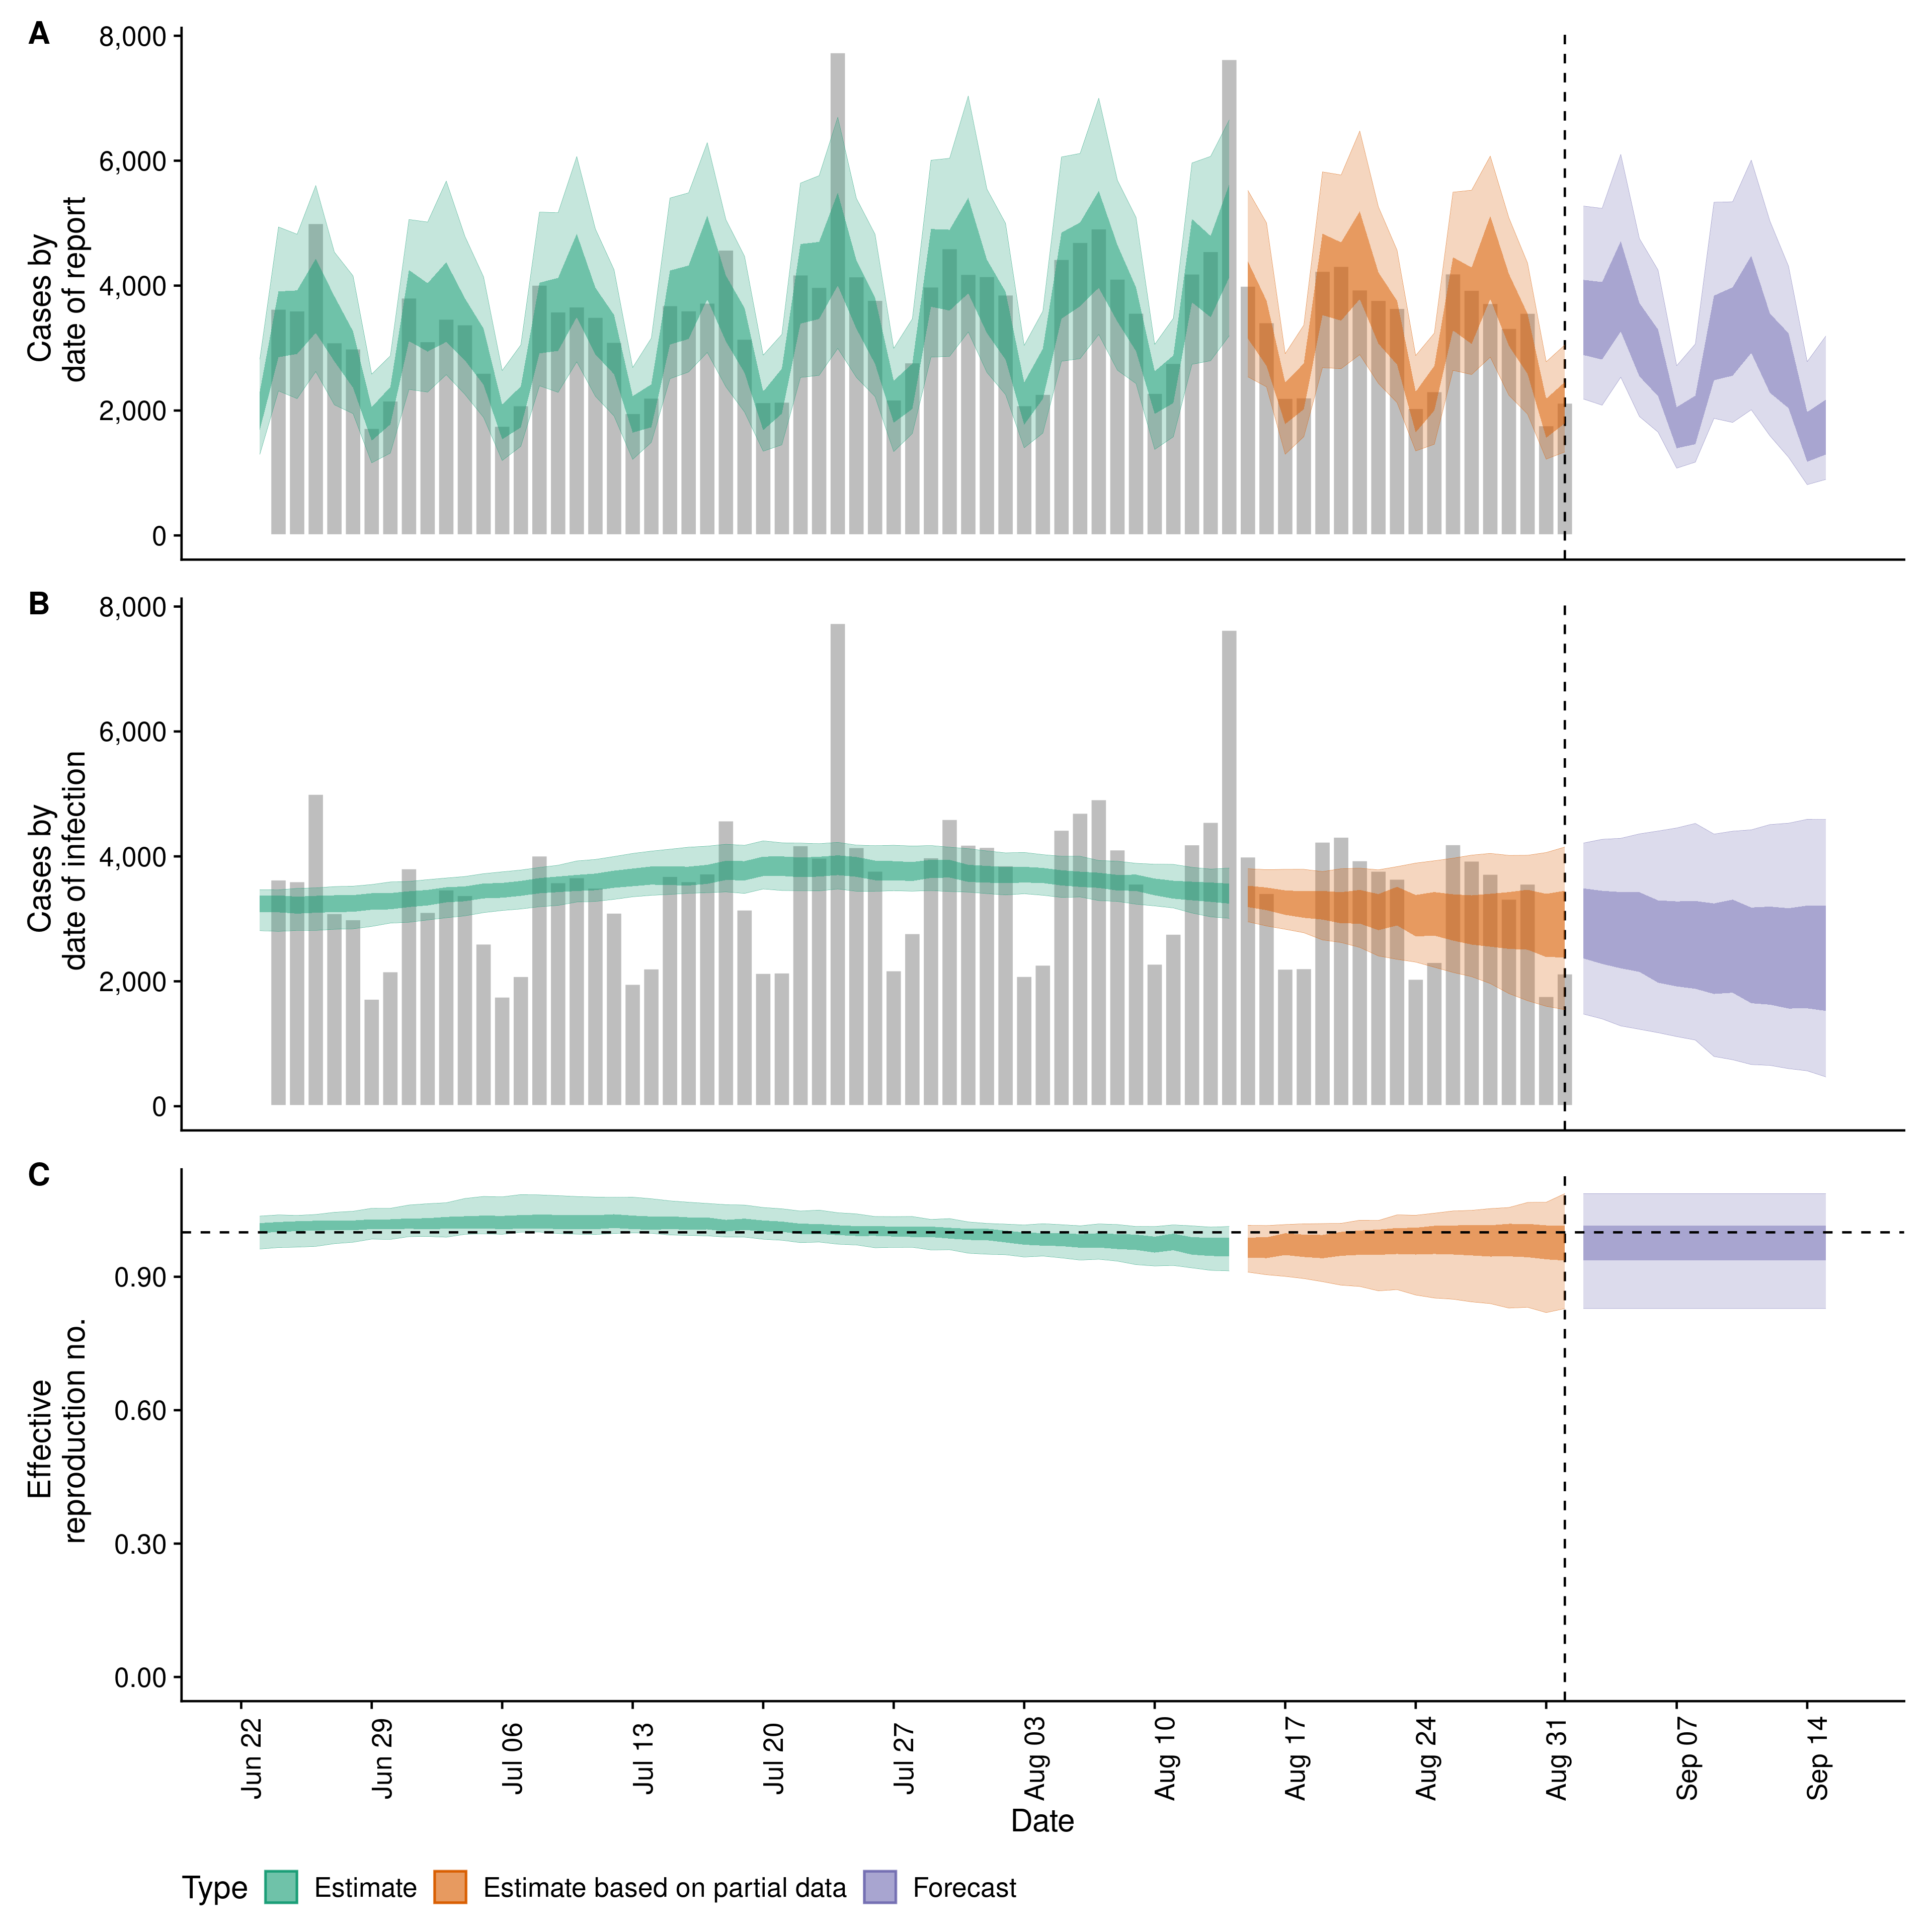 A
8,000
6,000
4,000
2,000
0
Cases by
date of report
B
8,000
6,000
4,000
2,000
0
Cases by
date of infection
C
0.90
0.60
0.30
0.00
Effective
reproduction no.
Jun 22
Jun 29
Jul 06
Jul 13
Jul 20
Jul 27
Aug 03
Aug 10
Aug 17
Aug 24
Aug 31
Sep 07
Sep 14
Date
Type Estimate Estimate based on partial data Forecast